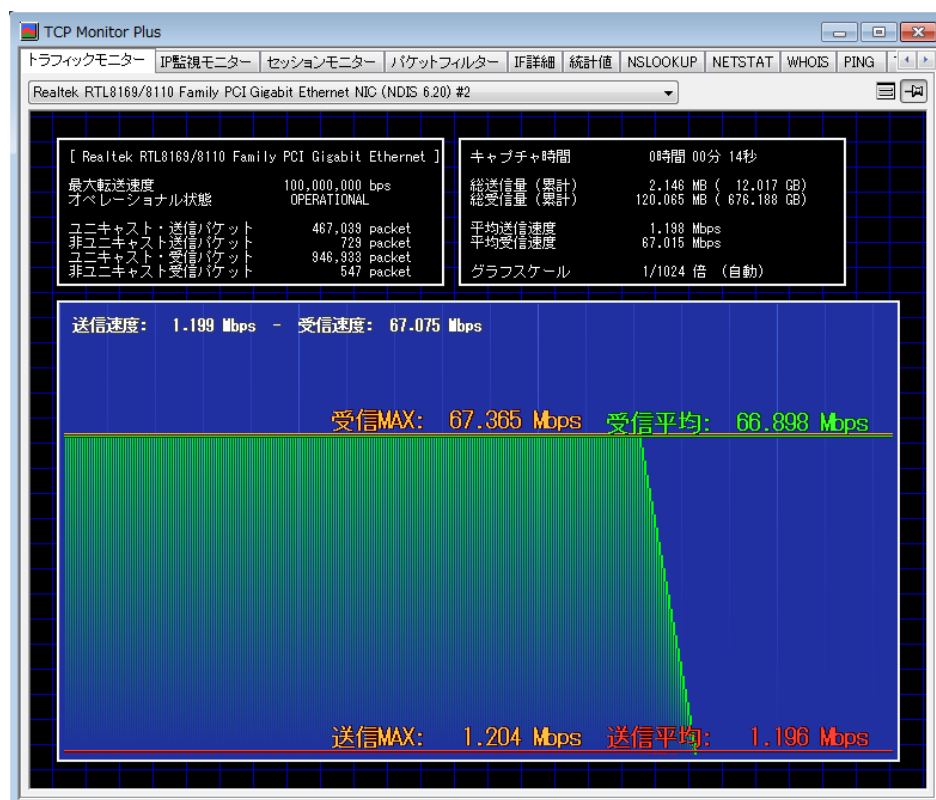 TCP Monitor Plus
トラフィックモニター IP監視モニター セッションモニター パケットフィルター IF詳細 統計値 NSLOOKUP NETSTAT WHOIS PING
Realtek RTL8169/8110 Family PCI Gigabit Ethernet NIC (NDIS 6.20) #2
[ Realtek RTL8169/8110 Family PCI Gigabit Ethernet ]
最大転送速度 100,000,000 bps
オペレーショナル状態 OPERATIONAL
ユニキャスト・送信パケット 467,039 packet
非ユニキャスト送信パケット 729 packet
ユニキャスト・受信パケット 946,933 packet
非ユニキャスト受信パケット 547 packet
キャプチャ時間 0時間 00分 14秒
総送信量 (累計) 2.146 MB ( 12.017 GB)
総受信量 (累計) 120.065 MB ( 676.188 GB)
平均送信速度 1.198 Mbps
平均受信速度 67.015 Mbps
グラフスケール 1/1024 倍 (自動)
送信速度: 1.199 Mbps - 受信速度: 67.075 Mbps
受信MAX: 67.365 Mbps 受信平均: 66.898 Mbps
送信MAX: 1.204 Mbps 送信平均: 1.196 Mbps